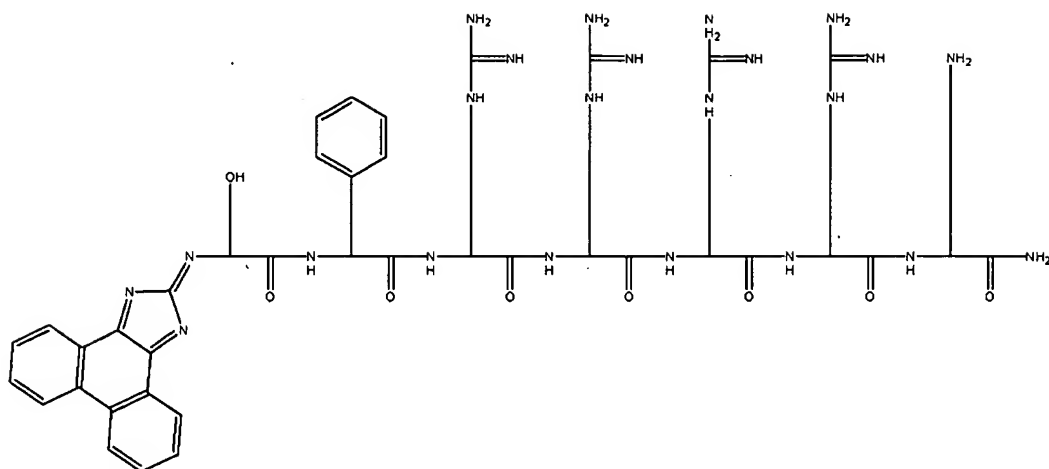 NH2 NH2 N NH2
H2
NH NH NH NH NH2
NH NH N NH
H
OH
N N N N N N N NH2
H H H H H H
N O O O O O O O
N